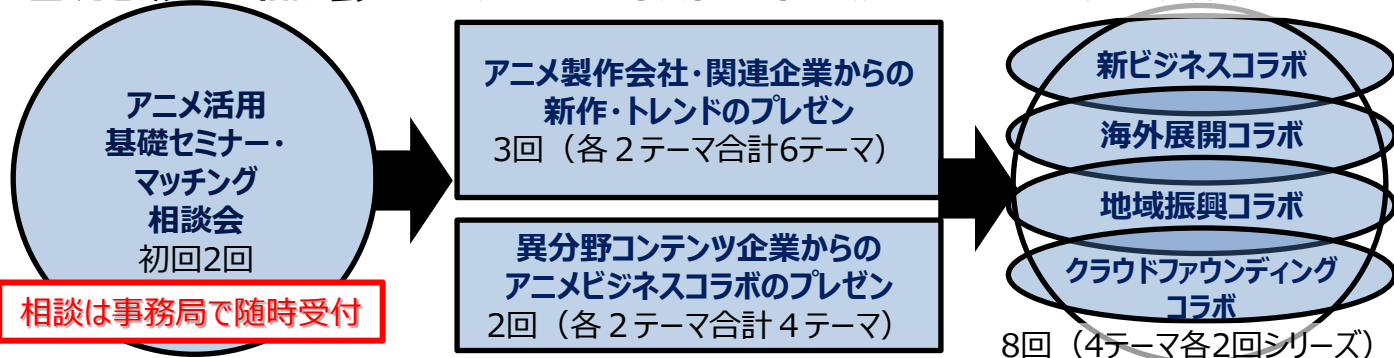 アニメ活用
基礎セミナー・
マッチング
相談会
初回2回
相談は事務局で随時受付
アニメ製作会社・関連企業からの
新作・トレンドのプレゼン
3回（各２テーマ合計6テーマ）
異分野コンテンツ企業からの
アニメビジネスコラボのプレゼン
2回（各２テーマ合計４テーマ）
新ビジネスコラボ
海外展開コラボ
地域振興コラボ
クラウドファウンディング
コラボ
8回（4テーマ各2回シリーズ）